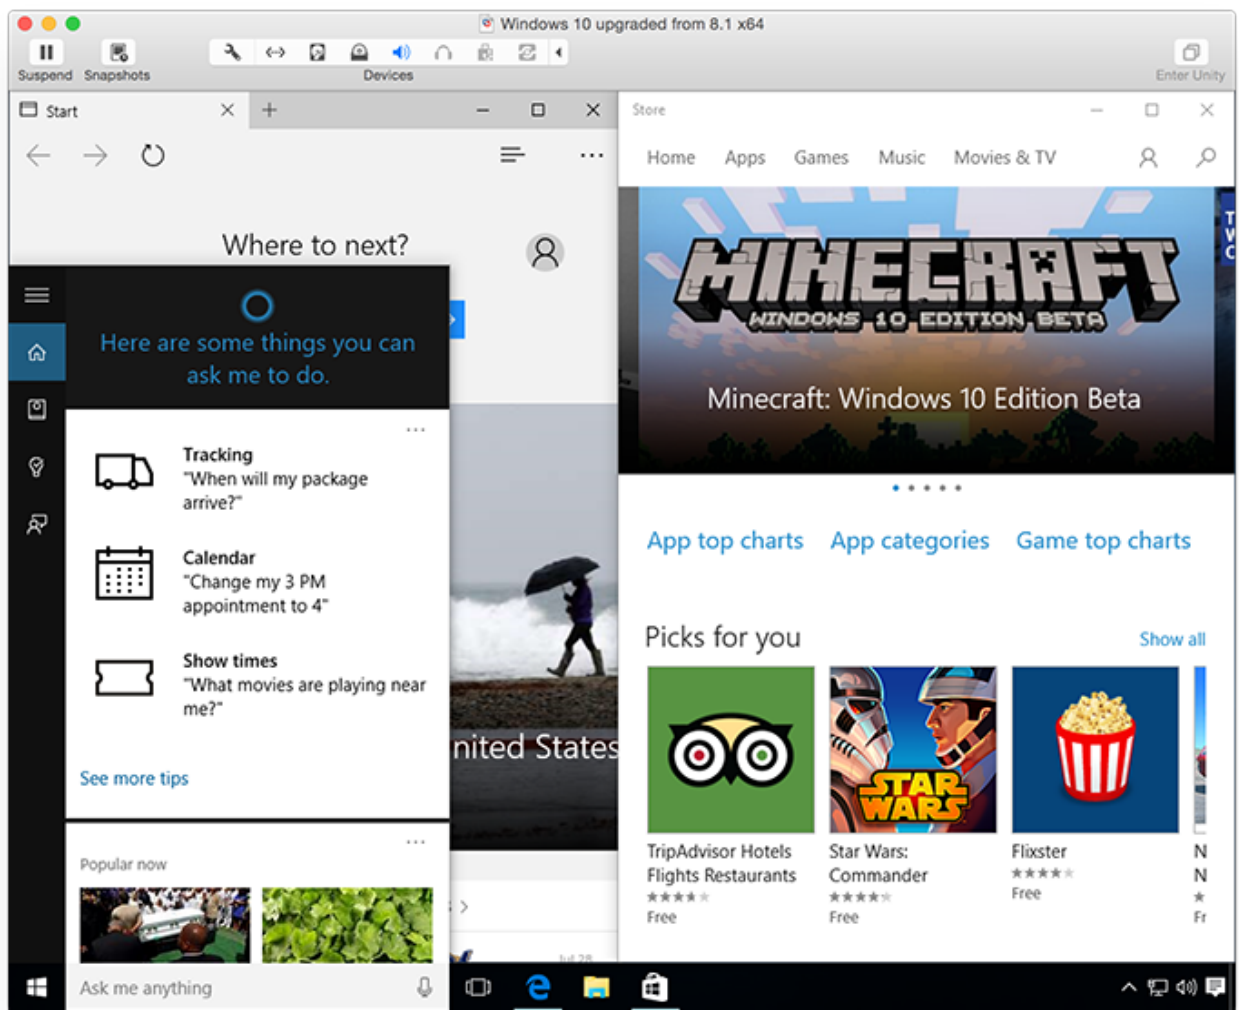 Windows 10 upgraded from 8.1 x64
Suspend
Snapshots
Devices
Enter Unity
Start
Where to next?
Here are some things you can
ask me to do.
Tracking
"When will my package
arrive?"
Calendar
"Change my 3 PM
appointment to 4"
Show times
"What movies are playing near
me?"
See more tips
Popular now
Ask me anything
nited States
Jul 28
Store
Home Apps Games Music Movies & TV
MINECRAFT
WINDOWS 10 EDITION BETA
Minecraft: Windows 10 Edition Beta
T
W
C
App top charts App categories Game top charts
Picks for you
Show all
STAR
WARS
TripAdvisor Hotels
Flights Restaurants
Free
Star Wars:
Commander
Free
Flixster
Free
N
N
Fr